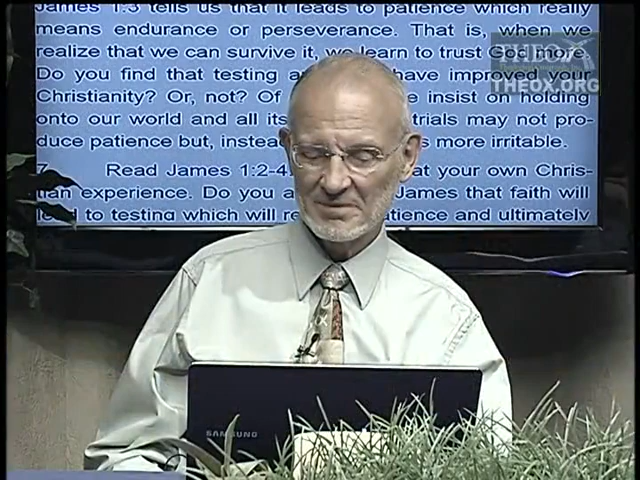 James 1:3 tells us that it leads to patience which really
means endurance or perseverance. That is, when we
realize that we can survive it, we learn to trust God more.
Do you find that testing a have improved your
Christianity? Or, not? Of e insist on holding
onto our world and all its trials may not pro-
duce patience but, instea s more irritable.
7. Read James 1:2-4. at your own Chris-
tian experience. Do you a James that faith will
lead to testing which will re patience and ultimately
THEOX
THEOX.ORG
SAMSUNG